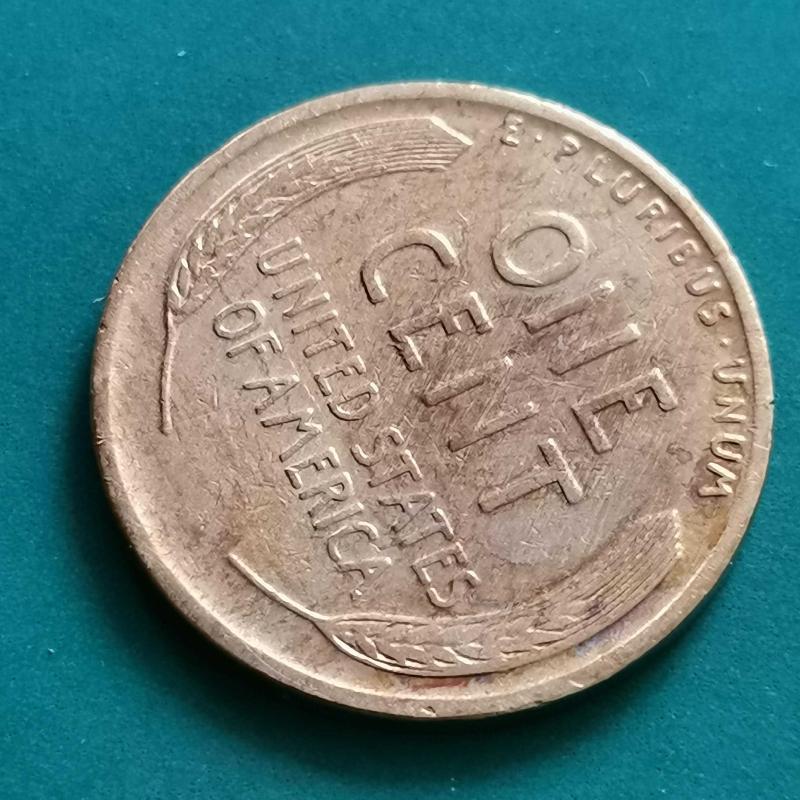 E · PLURIBUS · UNUM
ONE
CENT
UNITED STATES
OF AMERICA